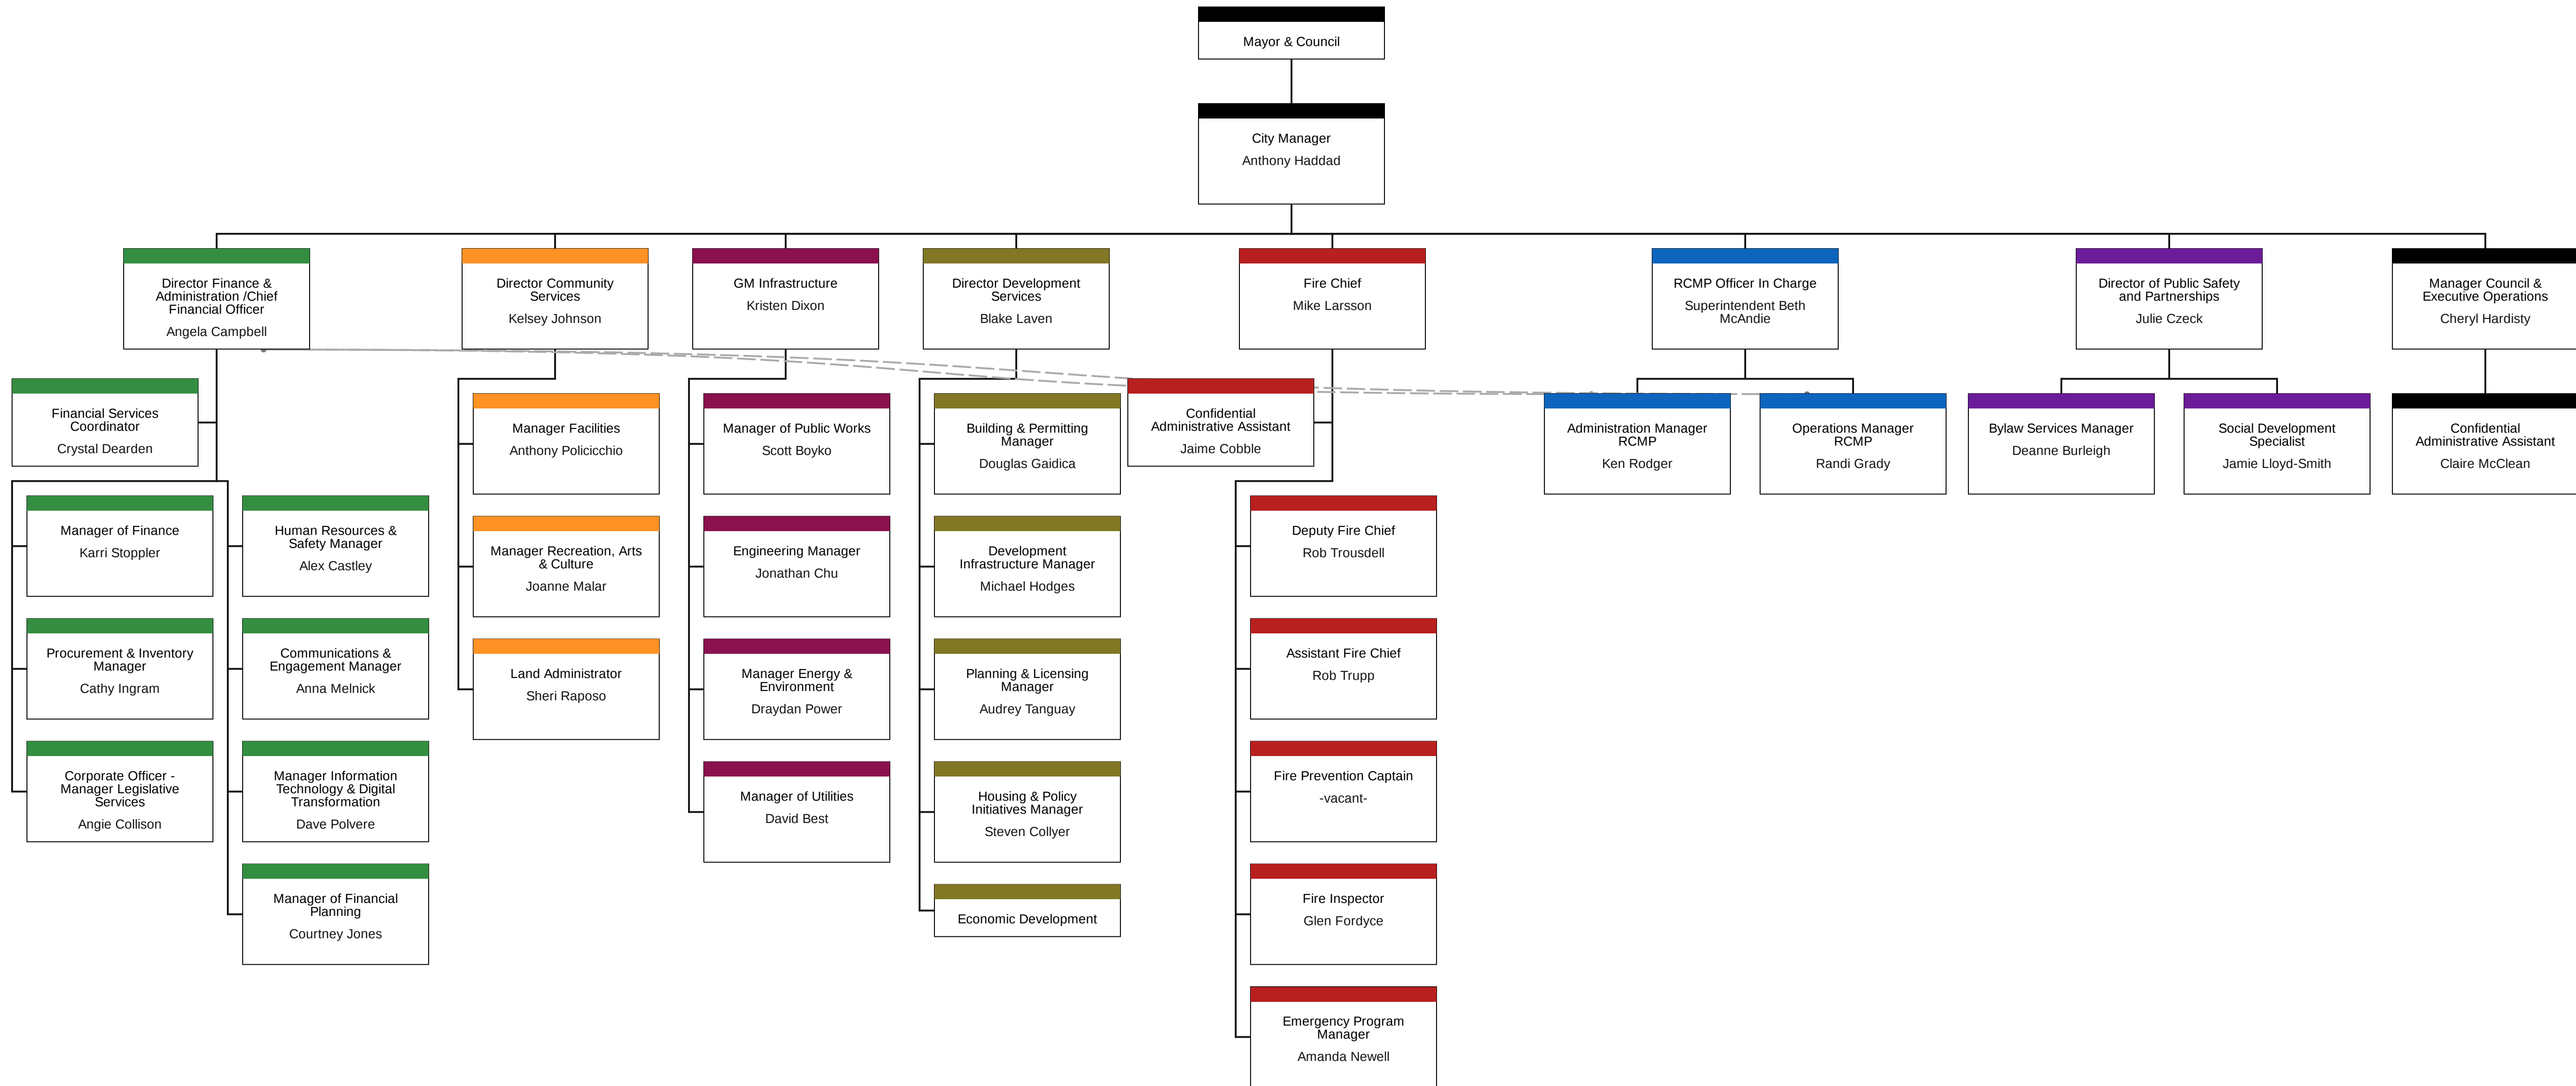 Mayor & Council
City Manager
Anthony Haddad
Director Finance &
Administration /Chief
Financial Officer
Angela Campbell
Director Community
Services
Kelsey Johnson
GM Infrastructure
Kristen Dixon
Director Development
Services
Blake Laven
Fire Chief
Mike Larsson
RCMP Officer In Charge
Superintendent Beth
McAndie
Director of Public Safety
and Partnerships
Julie Czeck
Manager Council &
Executive Operations
Cheryl Hardisty
Financial Services
Coordinator
Crystal Dearden
Manager of Finance
Karri Stoppler
Procurement & Inventory
Manager
Cathy Ingram
Corporate Officer -
Manager Legislative
Services
Angie Collison
Human Resources &
Safety Manager
Alex Castley
Communications &
Engagement Manager
Anna Melnick
Manager Information
Technology & Digital
Transformation
Dave Polvere
Manager of Financial
Planning
Courtney Jones
Manager Facilities
Anthony Policicchio
Manager Recreation, Arts
& Culture
Joanne Malar
Land Administrator
Sheri Raposo
Manager of Public Works
Scott Boyko
Engineering Manager
Jonathan Chu
Manager Energy &
Environment
Draydan Power
Manager of Utilities
David Best
Building & Permitting
Manager
Douglas Gaidica
Development
Infrastructure Manager
Michael Hodges
Planning & Licensing
Manager
Audrey Tanguay
Housing & Policy
Initiatives Manager
Steven Collyer
Economic Development
Confidential
Administrative Assistant
Jaime Cobble
Deputy Fire Chief
Rob Trousdell
Assistant Fire Chief
Rob Trupp
Fire Prevention Captain
-vacant-
Fire Inspector
Glen Fordyce
Emergency Program
Manager
Amanda Newell
Administration Manager
RCMP
Ken Rodger
Operations Manager
RCMP
Randi Grady
Bylaw Services Manager
Deanne Burleigh
Social Development
Specialist
Jamie Lloyd-Smith
Confidential
Administrative Assistant
Claire McClean